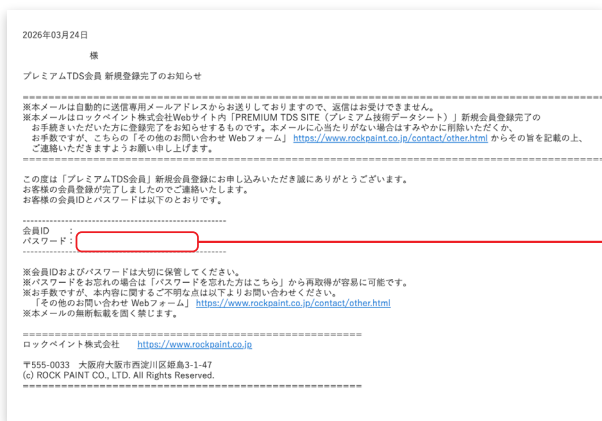 2026年03月24日
様
プレミアムTDS会員 新規登録完了のお知らせ
================================================================
※本メールは自動的に送信専用メールアドレスからお送りしておりますので、返信はお受けできません。
※本メールはロックペイント株式会社Webサイト内「PREMIUM TDS SITE（プレミアム技術データシート）」新規会員登録完了の
お手続きいただいた方に登録完了をお知らせするものです。本メールに心当たりがない場合はすみやかに削除いただくか、
お手数ですが、こちらの「その他のお問い合わせ Webフォーム」 https://www.rockpaint.co.jp/contact/other.html からその旨を記載の上、
ご連絡いただきますようお願い申し上げます。
================================================================
この度は「プレミアムTDS会員」新規会員登録にお申し込いただき誠にありがとうございます。
お客様の会員登録が完了しましたのでご連絡いたします。
お客様の会員IDとパスワードは以下のとおりです。
----------------------------------------------------
会員ID　：
パスワード：
----------------------------------------------------
※会員IDおよびパスワードは大切に保管してください。
※パスワードをお忘れの場合は「パスワードを忘れた方はこちら」から再取得が容易に可能です。
※お手数ですが、本内容に関するご不明な点は以下よりお問い合わせください。
「その他のお問い合わせ Webフォーム」 https://www.rockpaint.co.jp/contact/other.html
※本メールの無断転載を固く禁じます。
====================================================
ロックペイント株式会社　https://www.rockpaint.co.jp
〒555-0033　大阪府大阪市西淀川区姫島3-1-47
(c) ROCK PAINT CO., LTD. All Rights Reserved.
====================================================